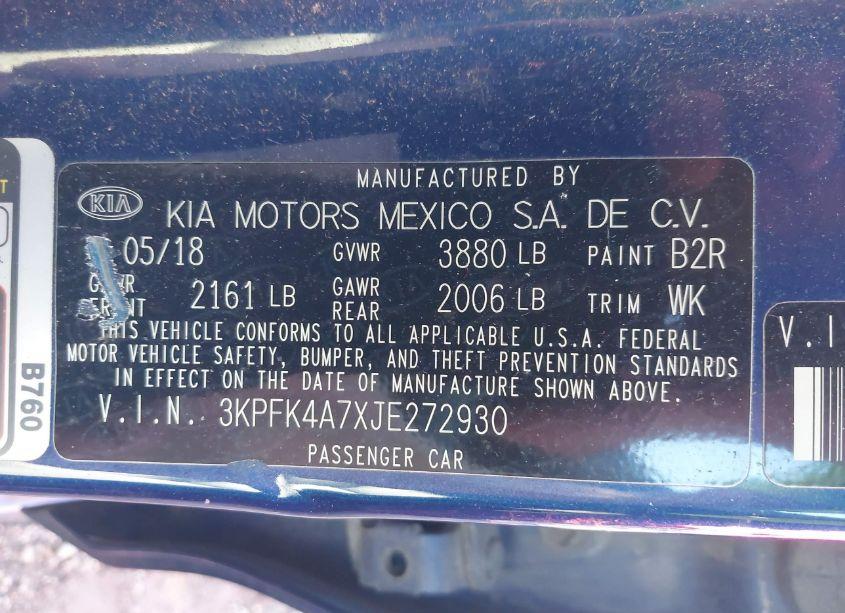 MANUFACTURED BY
KIA KIA MOTORS MEXICO S.A. DE C.V.
05/18 GVWR 3880 LB PAINT B2R
2161 LB GAWR REAR 2006 LB TRIM WK
THIS VEHICLE CONFORMS TO ALL APPLICABLE U.S.A. FEDERAL
MOTOR VEHICLE SAFETY, BUMPER, AND THEFT PREVENTION STANDARDS
IN EFFECT ON THE DATE OF MANUFACTURE SHOWN ABOVE.
V.I.N. 3KPFK4A7XJE272930
PASSENGER CAR
B760
V.I